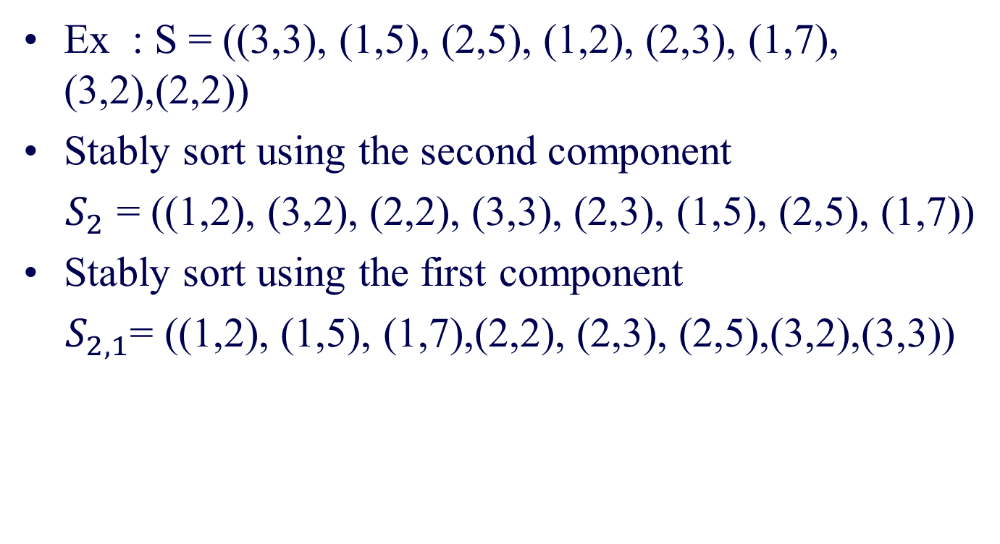 • Ex : S = ((3,3), (1,5), (2,5), (1,2), (2,3), (1,7),
(3,2),(2,2))
• Stably sort using the second component
S₂ = ((1,2), (3,2), (2,2), (3,3), (2,3), (1,5), (2,5), (1,7))
• Stably sort using the first component
S₂,₁= ((1,2), (1,5), (1,7),(2,2), (2,3), (2,5),(3,2),(3,3))